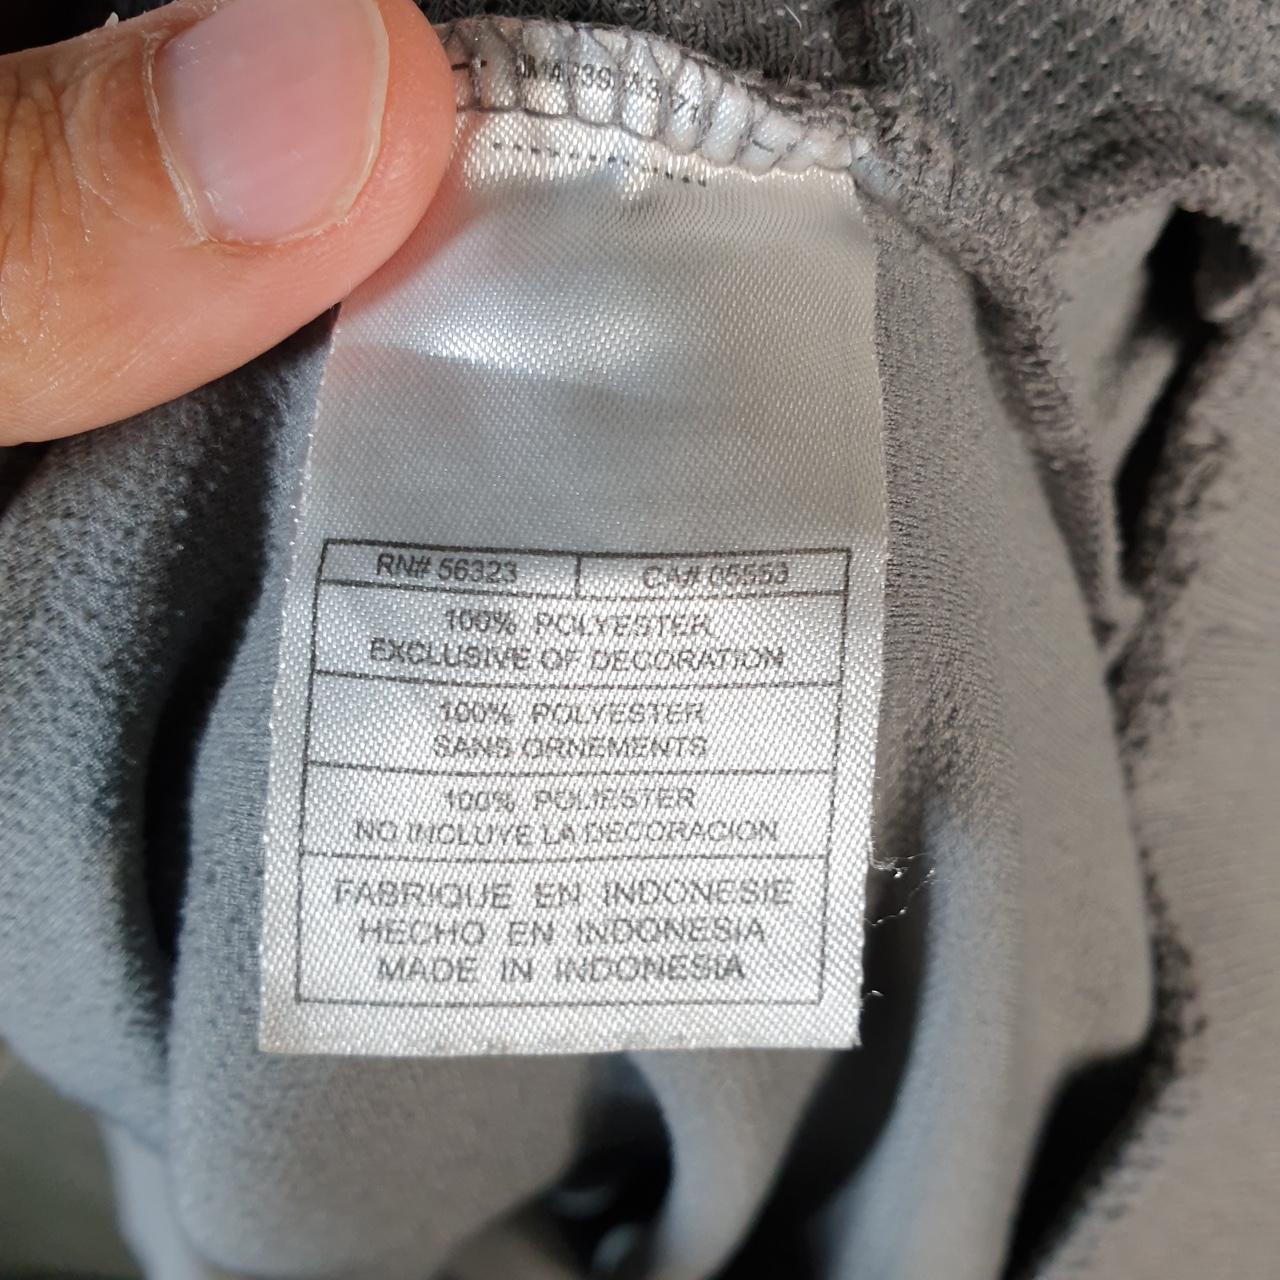 RN# 56323 CA# 05553
100% POLYESTER
EXCLUSIVE OF DECORATION
100% POLYESTER
SANS ORNEMENTS
100% POLIESTER
NO INCLUYE LA DECORACION
FABRIQUE EN INDONESIE
HECHO EN INDONESIA
MADE IN INDONESIA